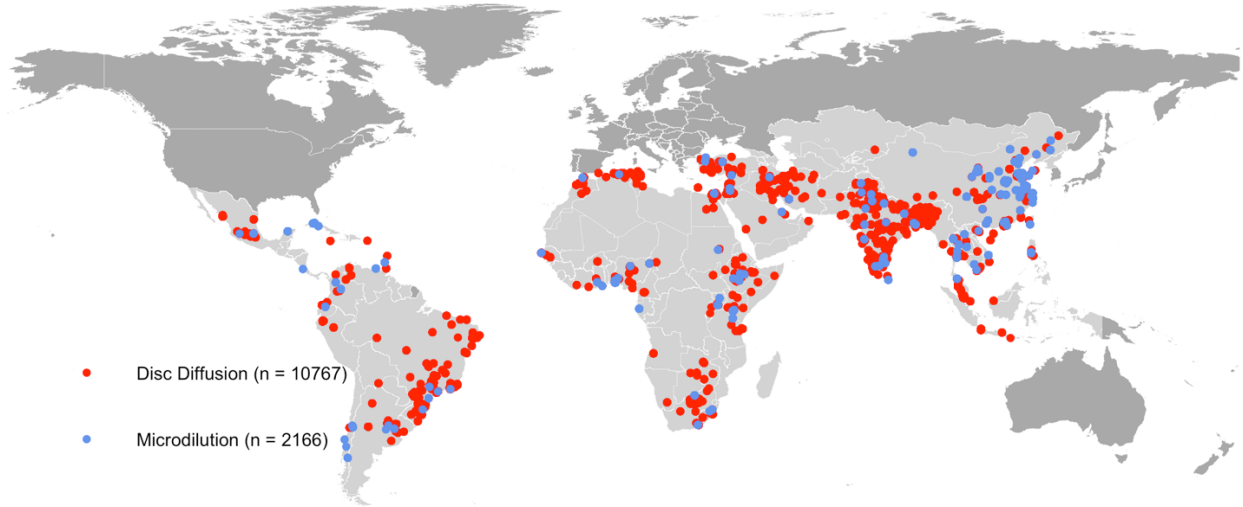 Disc Diffusion (n = 10767)
Microdilution (n = 2166)